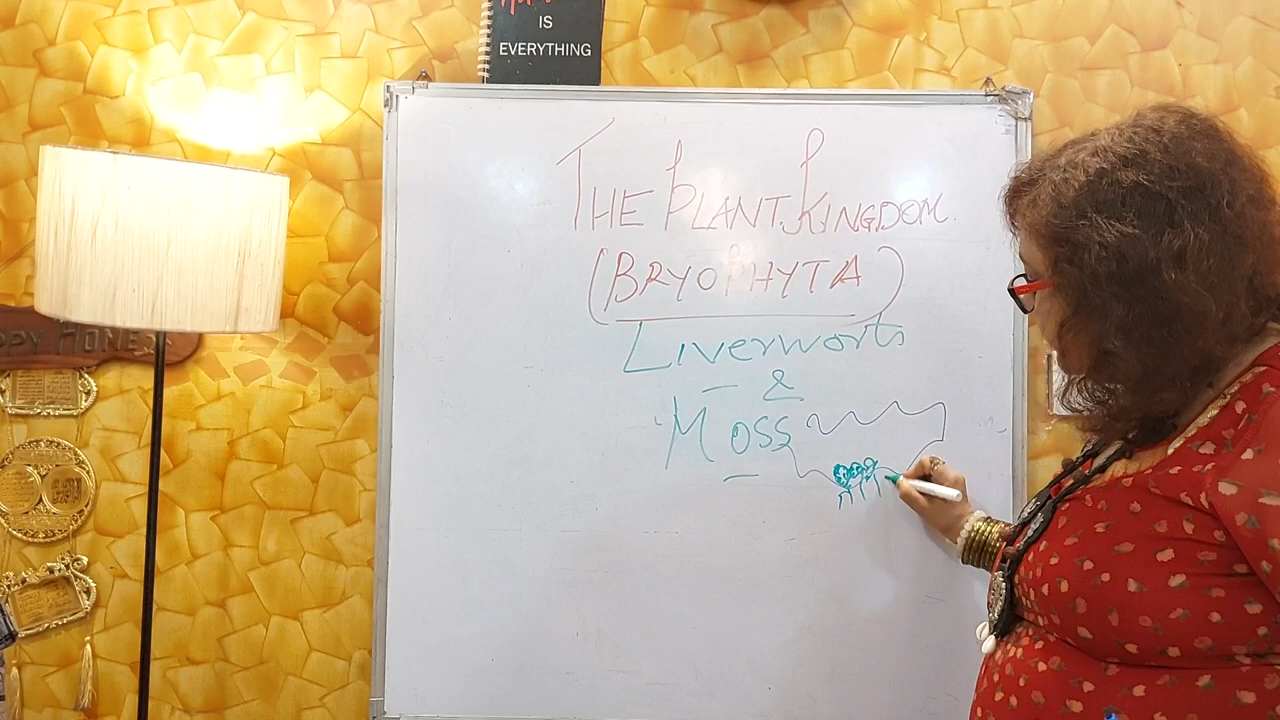 IS
EVERYTHING
THE PLANT KINGDOM.
(BRYOPHYTA)
Liverworts
&
Moss